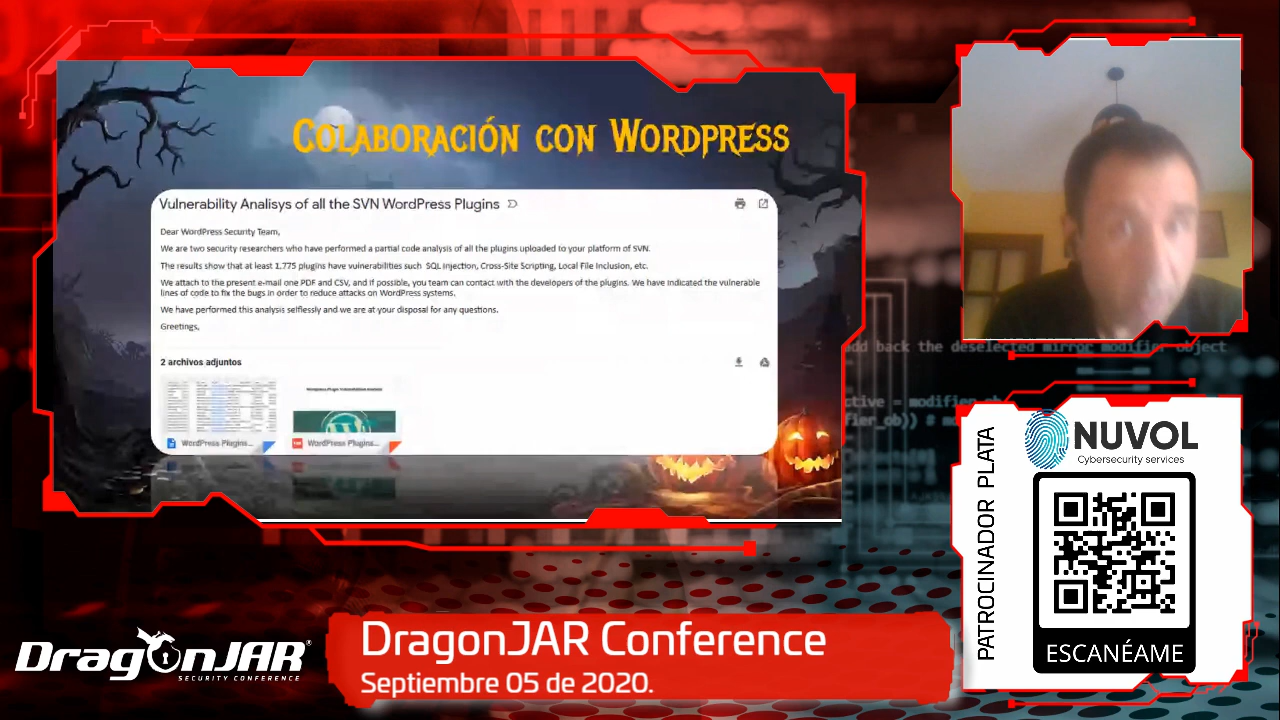 COLABORACIÓN CON WORDPRESS
Vulnerability Analisys of all the SVN WordPress Plugins
Dear WordPress Security Team,
We are two security researchers who have performed a partial code analysis of all the plugins uploaded to your platform of SVN.
The results show that at least 1,775 plugins have vulnerabilities such SQL Injection, Cross-Site Scripting, Local File Inclusion, etc.
We attach to the present e-mail one PDF and CSV, and if possible, you team can contact with the developers of the plugins. We have indicated the vulnerable
lines of code to fix the bugs in order to reduce attacks on WordPress systems.
We have performed this analysis selflessly and we are at your disposal for any questions.
Greetings,
2 archivos adjuntos
WordPress Plugins...
WordPress Plugins...
add back the deselected mirror modifier object
PATROCINADOR PLATA
NUVOL
Cybersecurity services
ESCANÉAME
DragonJAR
SECURITY CONFERENCE
DragonJAR Conference
Septiembre 05 de 2020.